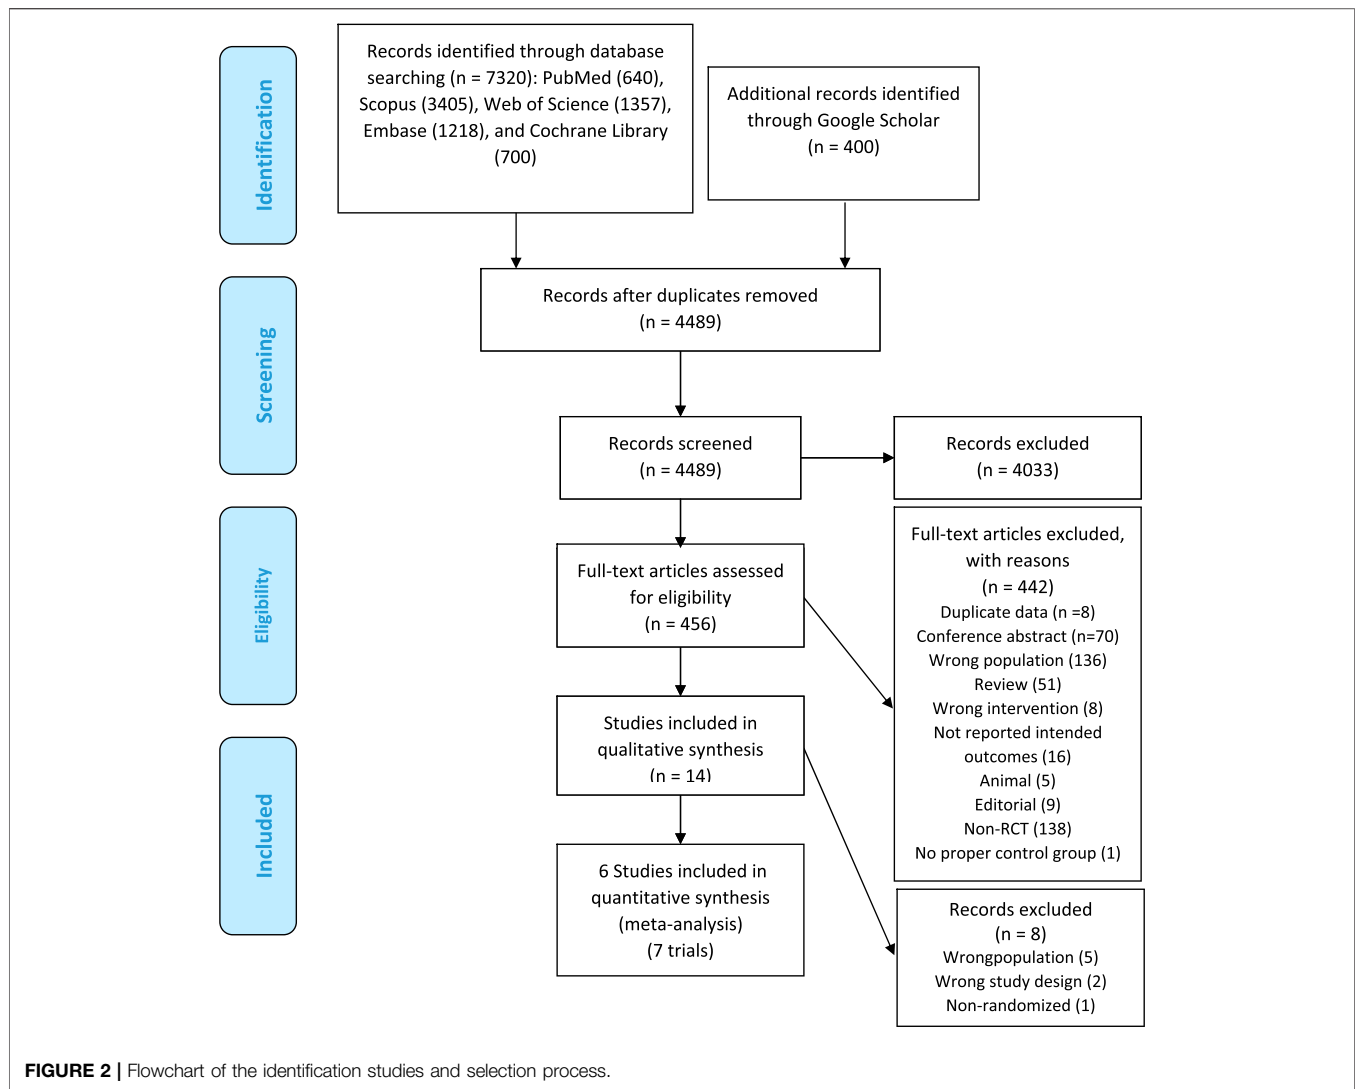 Identification
Records identified through database
searching (n = 7320): PubMed (640),
Scopus (3405), Web of Science (1357),
Embase (1218), and Cochrane Library
(700)
Additional records identified
through Google Scholar
(n = 400)
Screening
Records after duplicates removed
(n = 4489)
Records screened
(n = 4489)
Records excluded
(n = 4033)
Eligibility
Full-text articles assessed
for eligibility
(n = 456)
Full-text articles excluded,
with reasons
(n = 442)
Duplicate data (n =8)
Conference abstract (n=70)
Wrong population (136)
Review (51)
Wrong intervention (8)
Not reported intended
outcomes (16)
Animal (5)
Editorial (9)
Non-RCT (138)
No proper control group (1)
Studies included in
qualitative synthesis
(n = 14)
Included
6 Studies included in
quantitative synthesis
(meta-analysis)
(7 trials)
Records excluded
(n = 8)
Wrongpopulation (5)
Wrong study design (2)
Non-randomized (1)
FIGURE 2 | Flowchart of the identification studies and selection process.